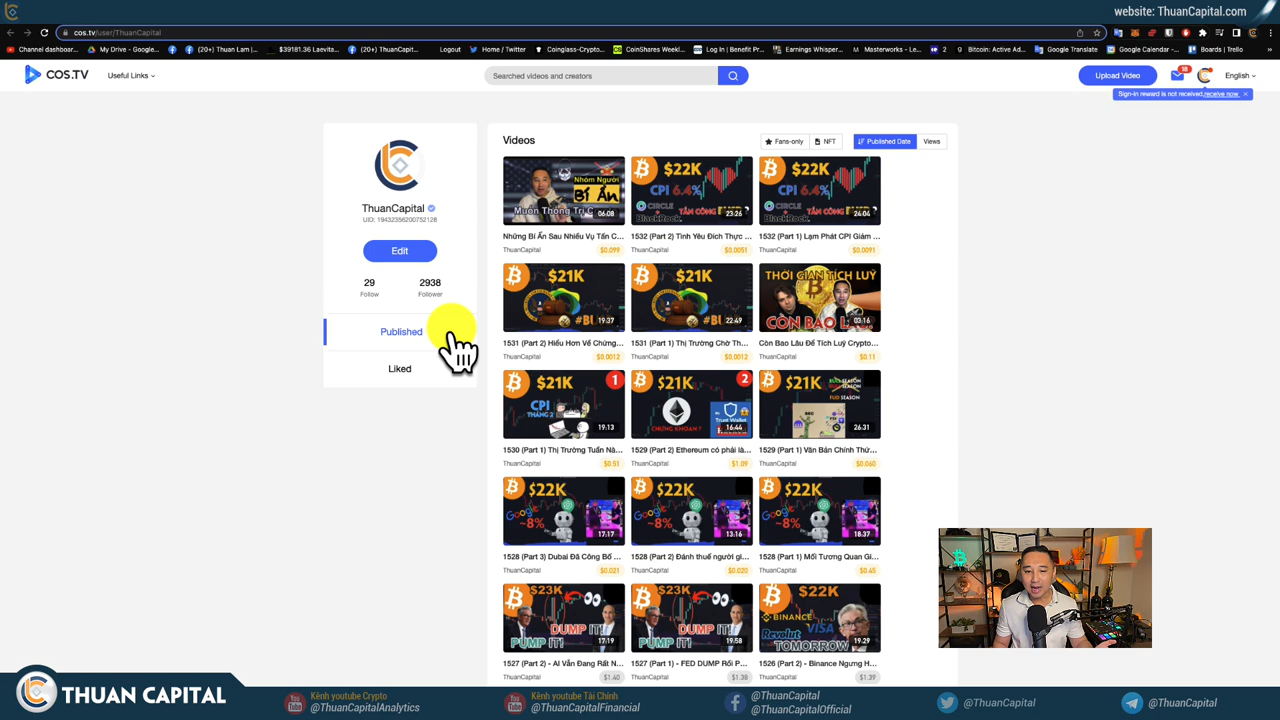 website: ThuanCapital.com
cos.tv/user/ThuanCapital
Channel dashboar...
My Drive - Google...
(20+) Thuan Lam |...
$39181.36 Laevita...
(20+) ThuanCapit...
Logout
Home / Twitter
Coinglass-Crypto...
CoinShares Weekl...
Log In | Benefit Pr...
Earnings Whisper...
Masterworks – Le...
2
Bitcoin: Active Ad...
Google Translate
Google Calendar -...
Boards | Trello
COS.TV
Useful Links
Searched videos and creators
Upload Video
18
English
Sign-in reward is not received,receive now
ThuanCapital
UID: 19432356200752128
Edit
29
2938
Follow
Follower
Published
Liked
Videos
Fans-only
NFT
Published Date
Views
Nhóm Người
BÍ ẨN
Muốn Thống Trị C
06:08
$22K
CPI 6.4%
CIRCLE
BlackRock
TẤN CÔNG
23:26
$22K
CPI 6.4%
CIRCLE
BlackRock
TẤN CÔNG
24:04
Những Bí Ẩn Sau Nhiều Vụ Tấn C...
1532 (Part 2) Tình Yêu Đích Thực ...
1532 (Part 1) Lạm Phát CPI Giảm ...
ThuanCapital
$0.099
ThuanCapital
$0.0051
ThuanCapital
$0.0091
$21K
19:37
$21K
22:49
THỜI GIAN TÍCH LUỸ
CÒN BAO L
03:16
1531 (Part 2) Hiểu Hơn Về Chứng...
1531 (Part 1) Thị Trường Chờ Th...
Còn Bao Lâu Để Tích Luỹ Crypto...
ThuanCapital
$0.0012
ThuanCapital
$0.0012
ThuanCapital
$0.11
$21K
1
CPI
THÁNG 2
19:13
$21K
2
CHỨNG KHOÁN ?
Trust Wallet
16:44
$21K
FUD SEASON
26:31
1530 (Part 1) Thị Trường Tuần Nà...
1529 (Part 2) Ethereum có phải là...
1529 (Part 1) Văn Bản Chính Thứ...
ThuanCapital
$0.51
ThuanCapital
$1.09
ThuanCapital
$0.060
$22K
Google
~8%
17:17
$22K
Google
~8%
13:16
$22K
Google
~8%
18:37
1528 (Part 3) Dubai Đã Công Bố ...
1528 (Part 2) Đánh thuế người gi...
1528 (Part 1) Mối Tương Quan Gi...
ThuanCapital
$0.021
ThuanCapital
$0.020
ThuanCapital
$0.45
$23K
DUMP IT!
PUMP IT!
17:19
$23K
DUMP IT!
PUMP IT!
19:58
$22K
BINANCE
VISA
Revolut
TOMORROW
19:29
1527 (Part 2) - AI Vẫn Đang Rất N...
1527 (Part 1) - FED DUMP Rồi P...
1526 (Part 2) - Binance Ngưng H...
ThuanCapital
$1.40
ThuanCapital
$1.38
ThuanCapital
$1.39
THUAN CAPITAL
Kênh youtube Crypto
@ThuanCapitalAnalytics
Kênh youtube Tài Chính
@ThuanCapitalFinancial
@ThuanCapital
@ThuanCapitalOfficial
@ThuanCapital
@ThuanCapital